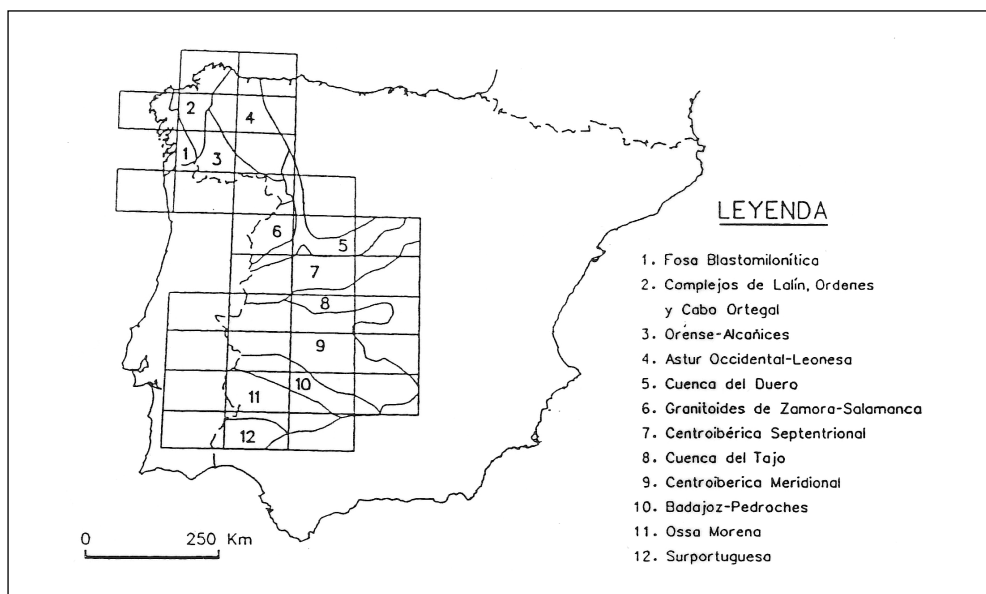 2
4
1
3
6
5
7
8
9
10
11
12
0 250 Km
LEYENDA
1. Fosa Blastamilonítica
2. Complejos de Lalín, Ordenes
y Cabo Ortegal
3. Orénse-Alcañices
4. Astur Occidental-Leonesa
5. Cuenca del Duero
6. Granitoides de Zamora-Salamanca
7. Centroibérica Septentrional
8. Cuenca del Tajo
9. Centroiberica Meridional
10. Badajoz-Pedroches
11. Ossa Morena
12. Surportuguesa